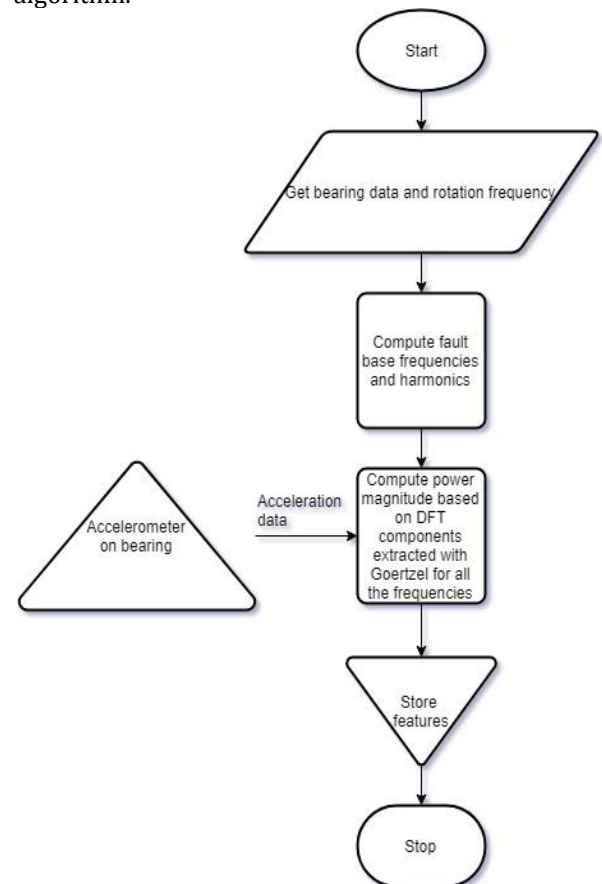 algorithm.
Start
Get bearing data and rotation frequency
Compute fault
base frequencies
and harmonics
Acceleration
data
Accelerometer
on bearing
Compute power
magnitude based
on DFT
components
extracted with
Goertzel for all
the frequencies
Store
features
Stop